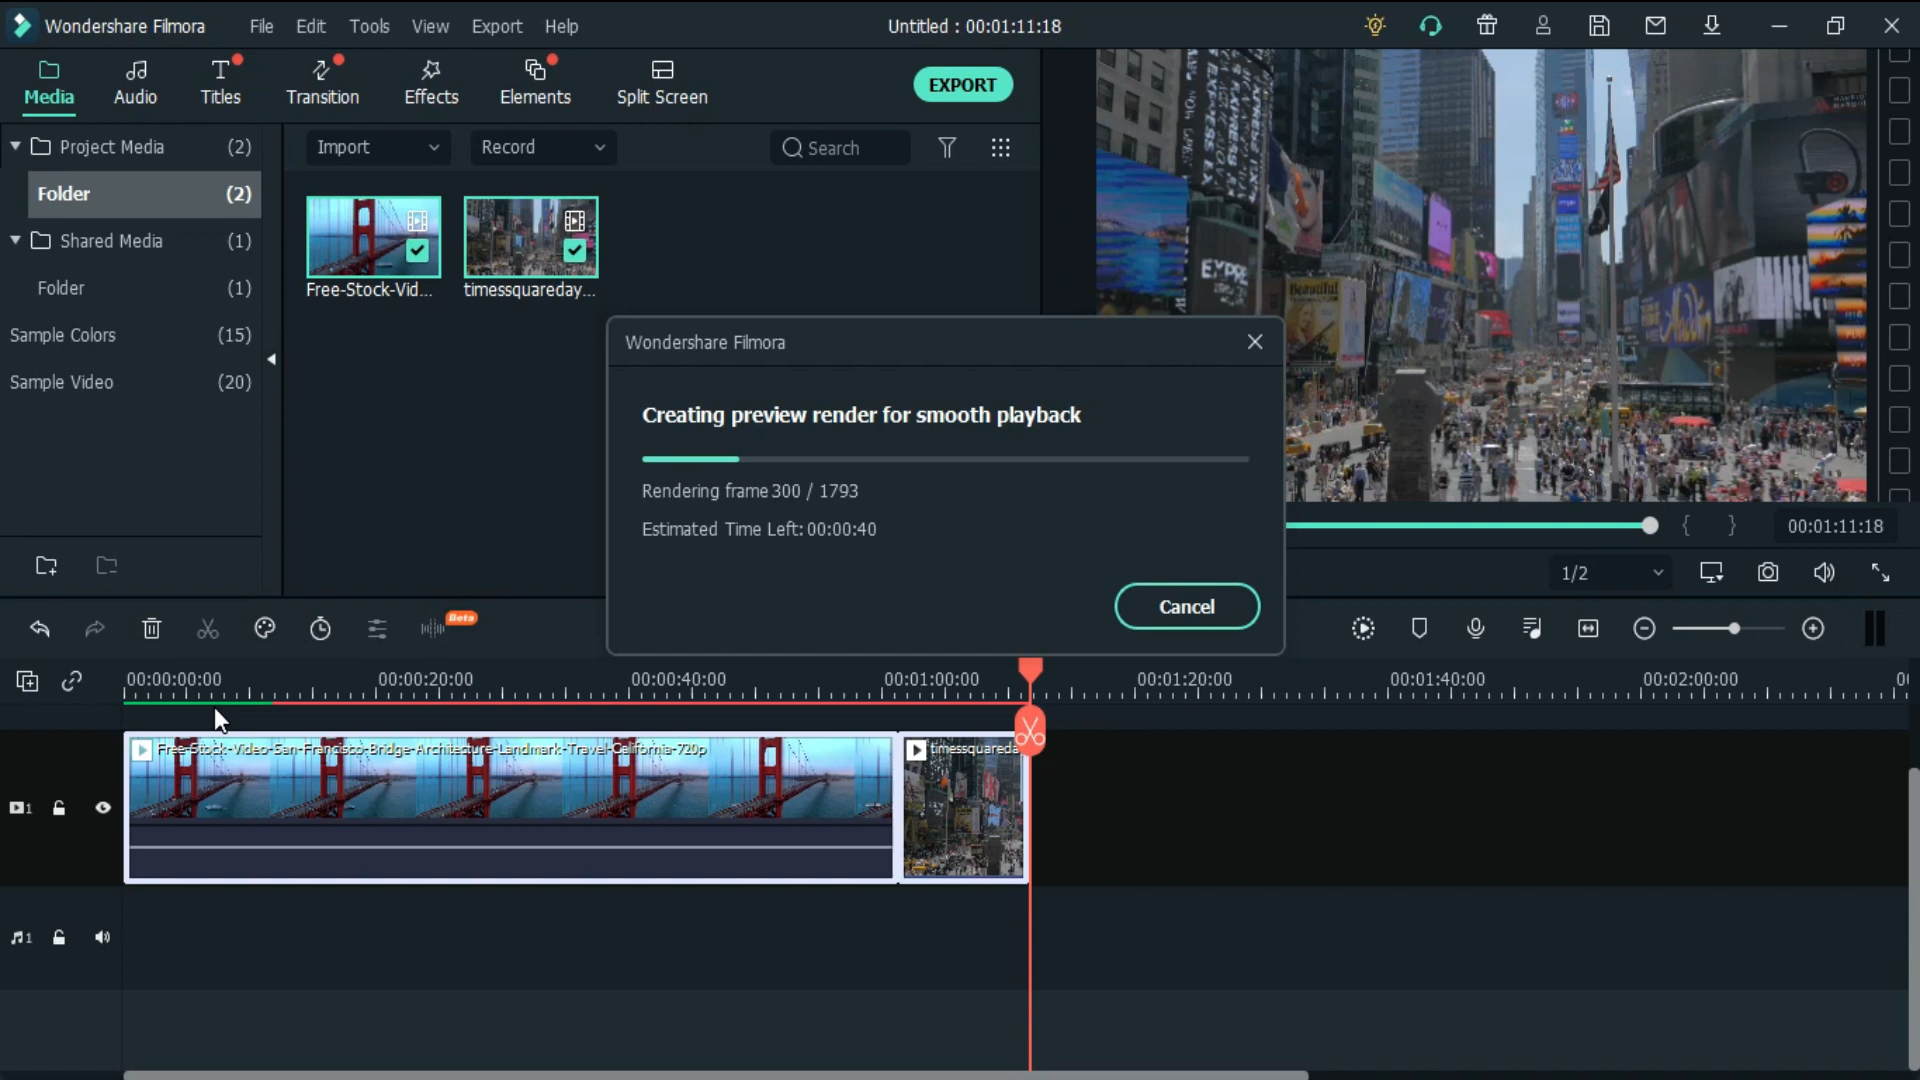 Wondershare Filmora
File
Edit
Tools
View
Export
Help
Untitled : 00:01:11:18
Media
Audio
Titles
Transition
Effects
Elements
Split Screen
EXPORT
Project Media (2)
Folder (2)
Shared Media (1)
Folder (1)
Sample Colors (15)
Sample Video (20)
Import
Record
Search
Free-Stock-Vid...
timessquareday...
EXPRE
Beautiful
Wondershare Filmora
Creating preview render for smooth playback
Rendering frame 300 / 1793
Estimated Time Left: 00:00:40
Cancel
{ }
00:01:11:18
1/2
Beta
00:00:00:00
00:00:20:00
00:00:40:00
00:01:00:00
00:01:20:00
00:01:40:00
00:02:00:00
Free-Stock-Video-San-Francisco-Bridge-Architecture-Landmark-Travel-California-720p
timessquareda
1
1